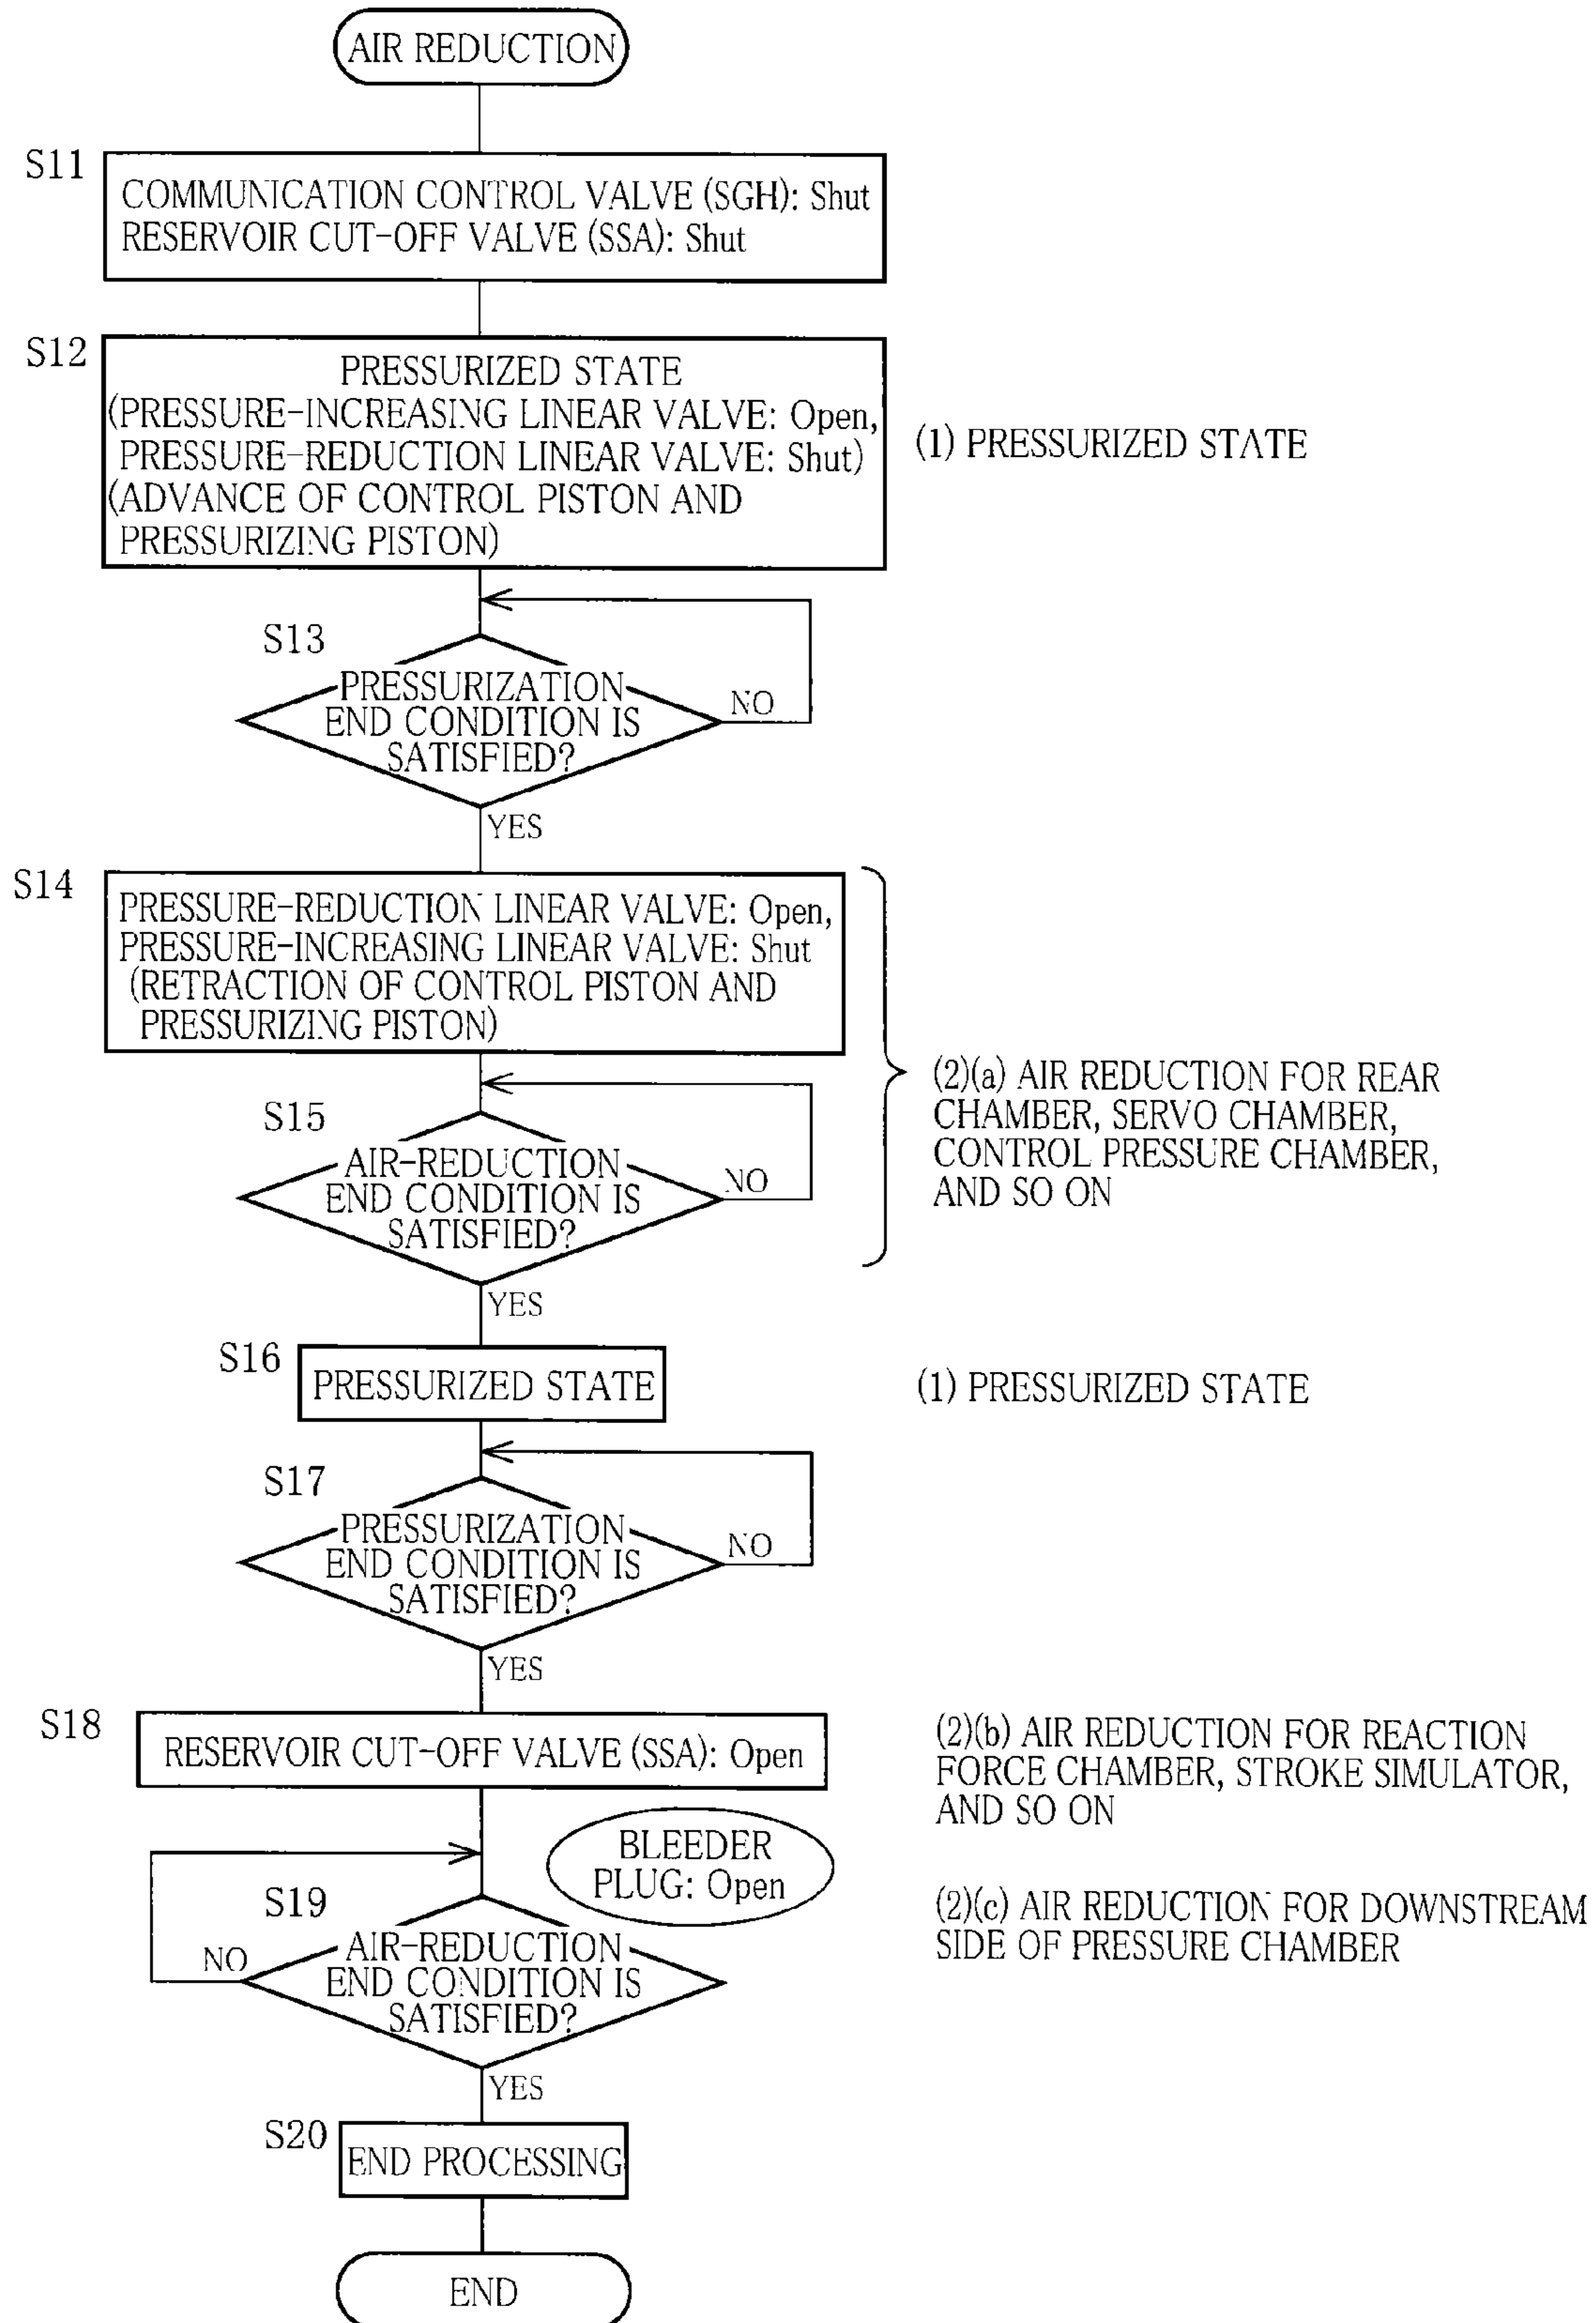 AIR REDUCTION
S11
COMMUNICATION CONTROL VALVE (SGH): Shut
RESERVOIR CUT-OFF VALVE (SSA): Shut
S12
PRESSURIZED STATE
(PRESSURE-INCREASING LINEAR VALVE: Open,
PRESSURE-REDUCTION LINEAR VALVE: Shut)
(ADVANCE OF CONTROL PISTON AND
PRESSURIZING PISTON)
(1) PRESSURIZED STATE
S13
PRESSURIZATION
END CONDITION IS
SATISFIED?
NO
YES
S14
PRESSURE-REDUCTION LINEAR VALVE: Open,
PRESSURE-INCREASING LINEAR VALVE: Shut
(RETRACTION OF CONTROL PISTON AND
PRESSURIZING PISTON)
(2)(a) AIR REDUCTION FOR REAR
CHAMBER, SERVO CHAMBER,
CONTROL PRESSURE CHAMBER,
AND SO ON
S15
AIR-REDUCTION
END CONDITION IS
SATISFIED?
NO
YES
S16
PRESSURIZED STATE
(1) PRESSURIZED STATE
S17
PRESSURIZATION
END CONDITION IS
SATISFIED?
NO
YES
S18
RESERVOIR CUT-OFF VALVE (SSA): Open
(2)(b) AIR REDUCTION FOR REACTION
FORCE CHAMBER, STROKE SIMULATOR,
AND SO ON
BLEEDER
PLUG: Open
(2)(c) AIR REDUCTION FOR DOWNSTREAM
SIDE OF PRESSURE CHAMBER
S19
AIR-REDUCTION
END CONDITION IS
SATISFIED?
NO
YES
S20
END PROCESSING
END